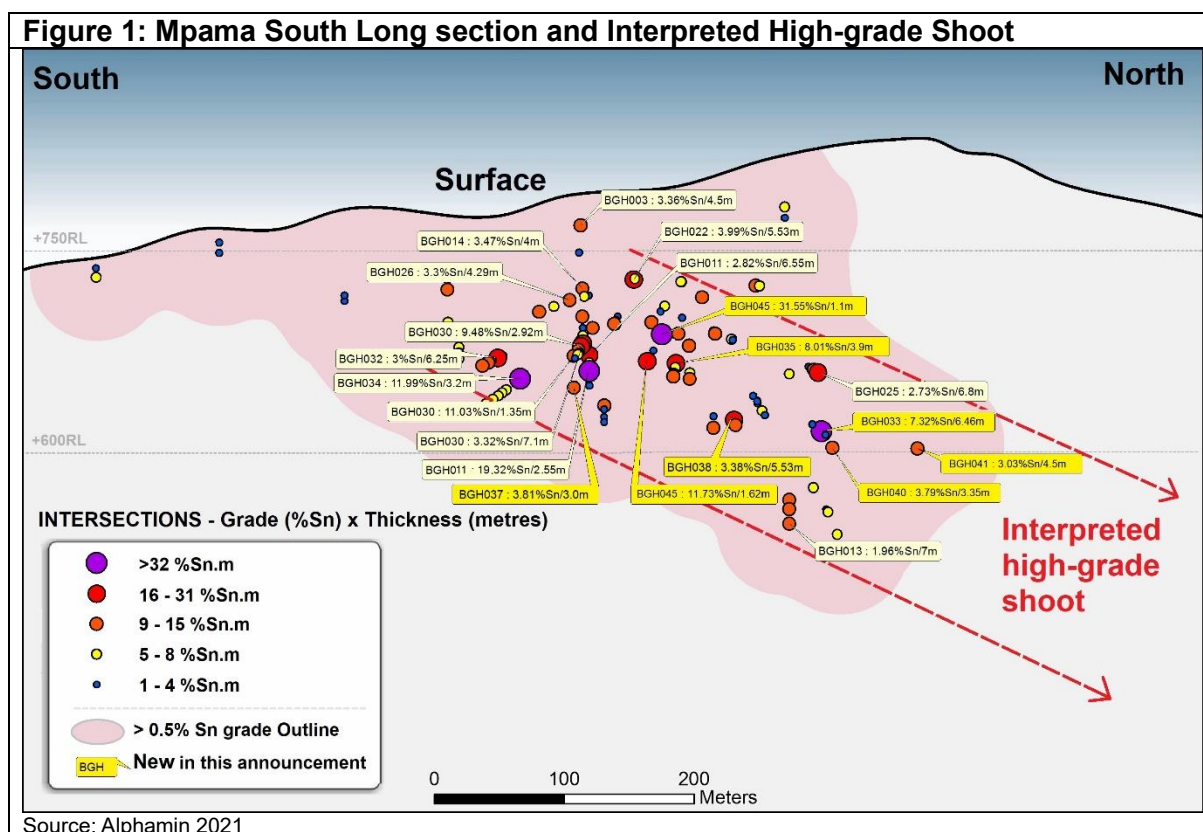 Figure 1: Mpama South Long section and Interpreted High-grade Shoot
South
North
Surface
BGH003 : 3.36%Sn/4.5m
+750RL
BGH014 : 3.47%Sn/4m
BGH022 : 3.99%Sn/5.53m
BGH026 : 3.3%Sn/4.29m
BGH011 : 2.82%Sn/6.55m
BGH045 : 31.55%Sn/1.1m
BGH030 : 9.48%Sn/2.92m
BGH035 : 8.01%Sn/3.9m
BGH032 : 3%Sn/6.25m
BGH034 : 11.99%Sn/3.2m
BGH025 : 2.73%Sn/6.8m
BGH030 : 11.03%Sn/1.35m
BGH033 : 7.32%Sn/6.46m
+600RL
BGH030 : 3.32%Sn/7.1m
BGH041 : 3.03%Sn/4.5m
BGH011 : 19.32%Sn/2.55m
BGH038 : 3.38%Sn/5.53m
BGH037 : 3.81%Sn/3.0m
BGH045 : 11.73%Sn/1.62m
BGH040 : 3.79%Sn/3.35m
BGH013 : 1.96%Sn/7m
Interpreted
high-grade
shoot
INTERSECTIONS - Grade (%Sn) x Thickness (metres)
>32 %Sn.m
16 - 31 %Sn.m
9 - 15 %Sn.m
5 - 8 %Sn.m
1 - 4 %Sn.m
> 0.5% Sn grade Outline
BGH New in this announcement
0 100 200
Meters
Source: Alphamin 2021